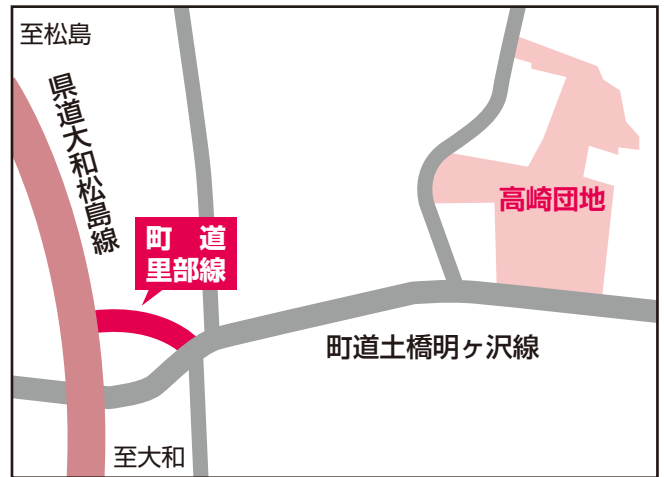 至松島
県道大和松島線
町　道
里部線
高崎団地
町道土橋明ヶ沢線
至大和